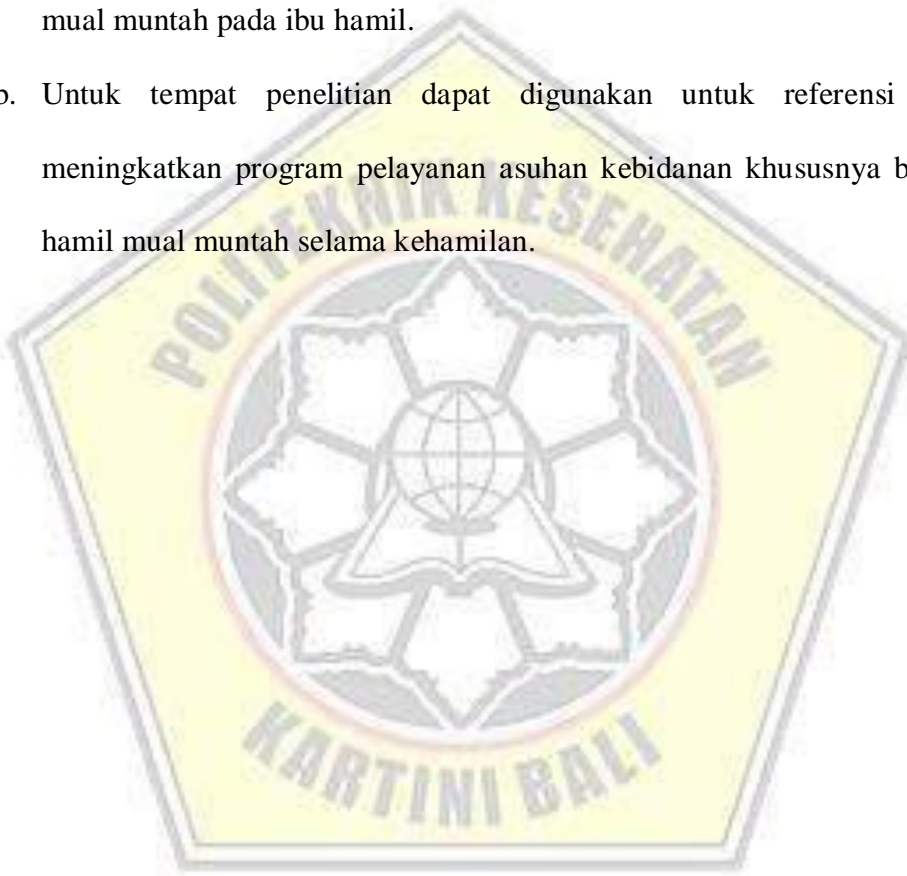 mual muntah pada ibu hamil.
b. Untuk tempat penelitian dapat digunakan untuk referensi
meningkatkan program pelayanan asuhan kebidanan khususnya b
hamil mual muntah selama kehamilan.
POLITEKNIK KESEHATAN
KARTINI BALI